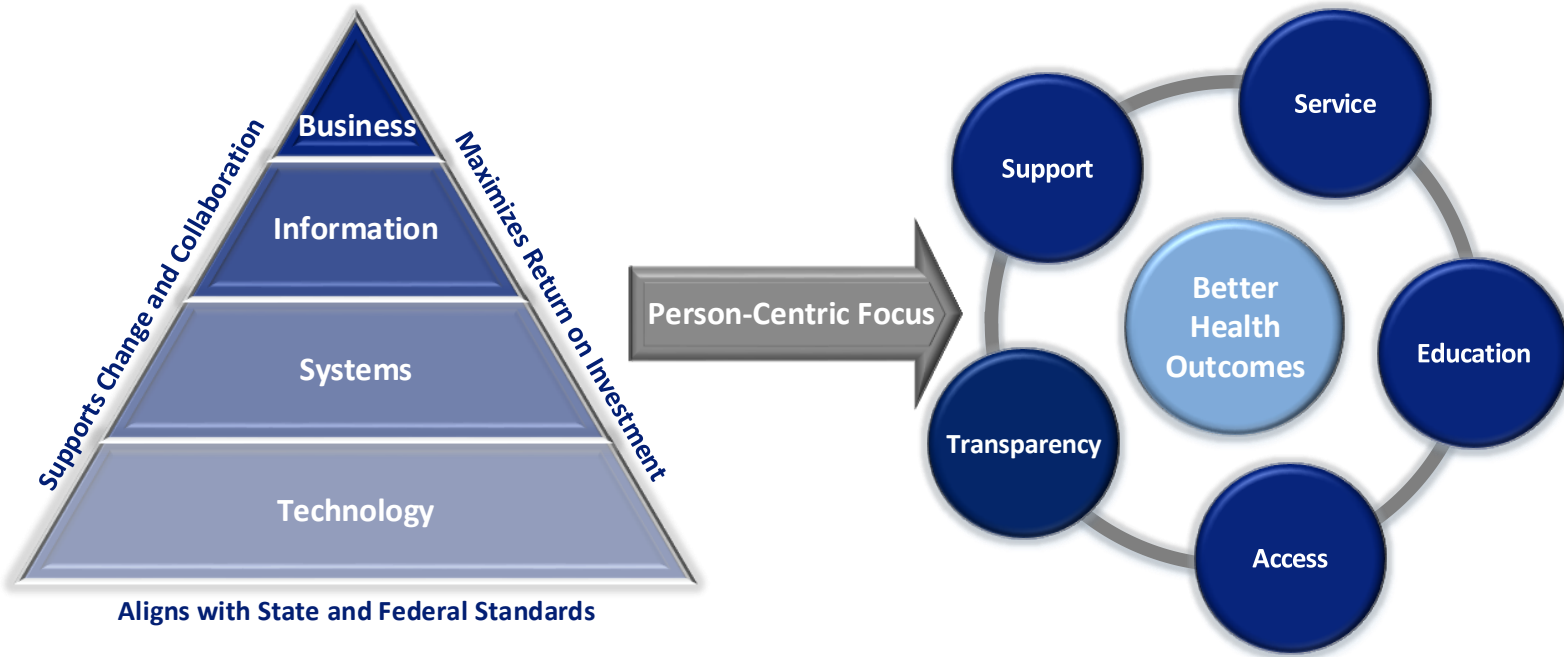 Business
Information
Systems
Technology
Supports Change and Collaboration
Maximizes Return on Investment
Aligns with State and Federal Standards
Person-Centric Focus
Service
Support
Better
Health
Outcomes
Education
Transparency
Access